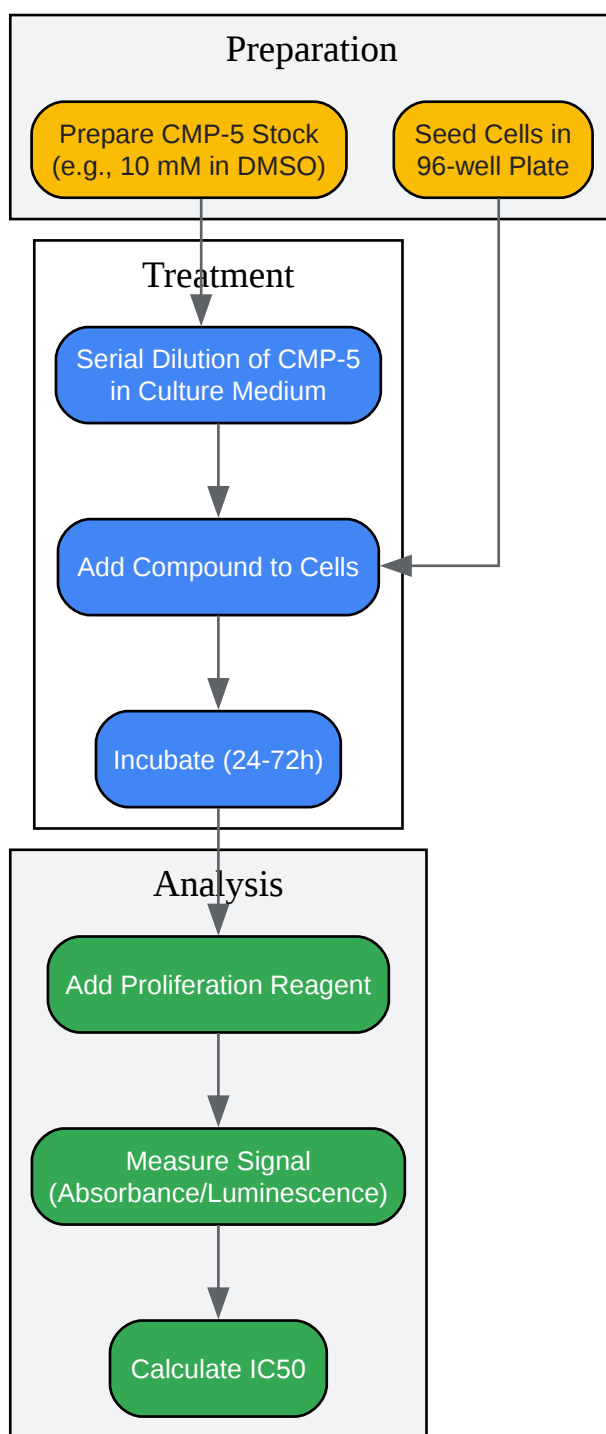 Preparation
Prepare CMP-5 Stock
(e.g., 10 mM in DMSO)
Seed Cells in
96-well Plate
Treatment
Serial Dilution of CMP-5
in Culture Medium
Add Compound to Cells
Incubate (24-72h)
Analysis
Add Proliferation Reagent
Measure Signal
(Absorbance/Luminescence)
Calculate IC50